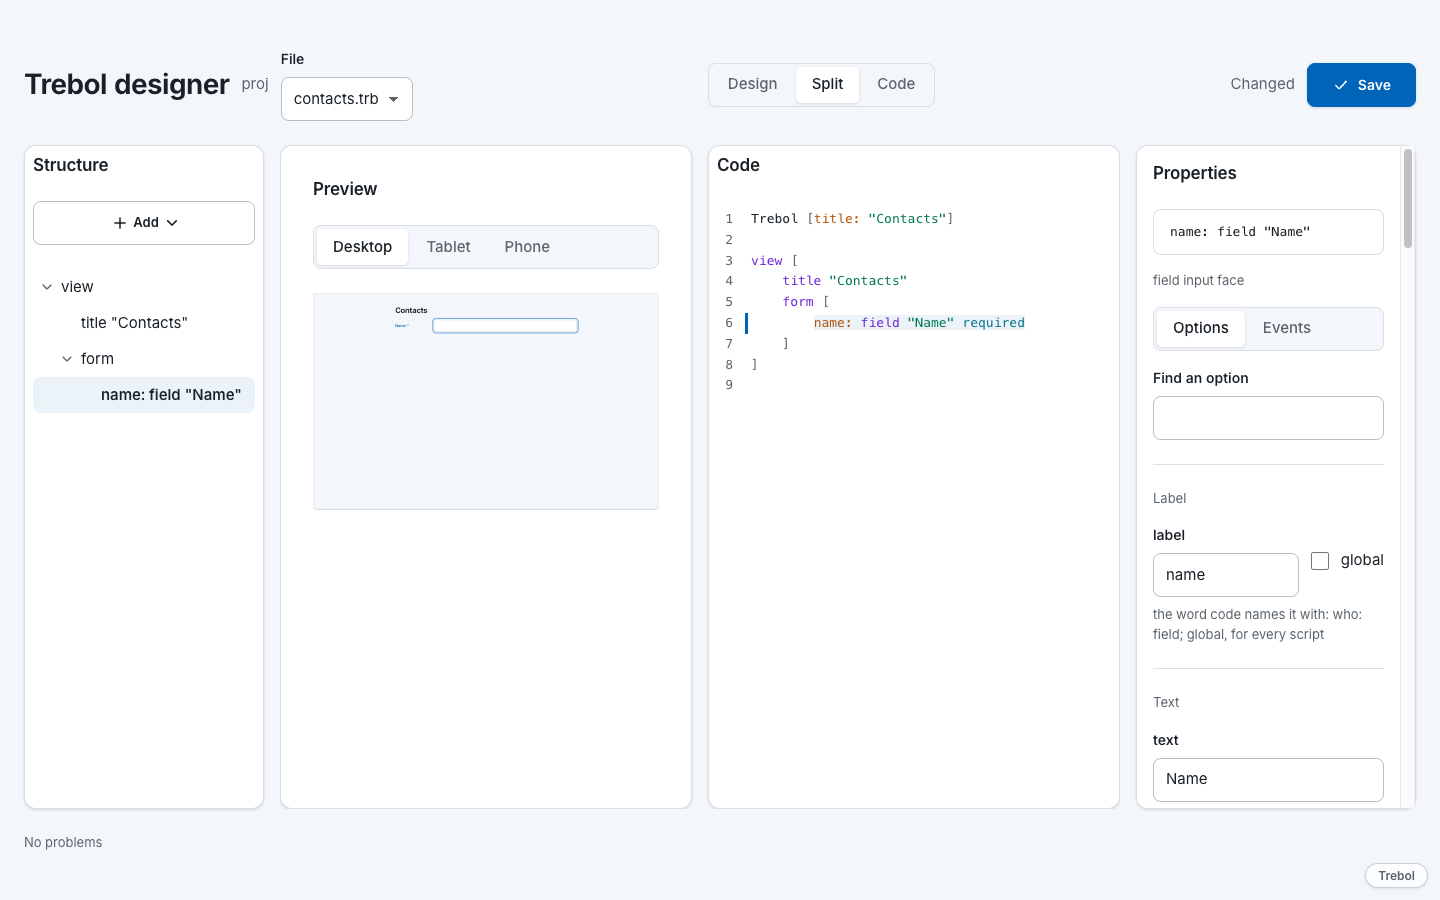 Trebol designer
proj
File
contacts.trb
Design
Split
Code
Changed
Save
Structure
Add
view
title "Contacts"
form
name: field "Name"
Preview
Desktop
Tablet
Phone
Contacts
Name *
Code
1 Trebol [title: "Contacts"]
2
3 view [
4 title "Contacts"
5 form [
6 name: field "Name" required
7 ]
8 ]
9
Properties
name: field "Name"
field input face
Options
Events
Find an option
Label
label
name
global
the word code names it with: who:
field; global, for every script
Text
text
Name
No problems
Trebol